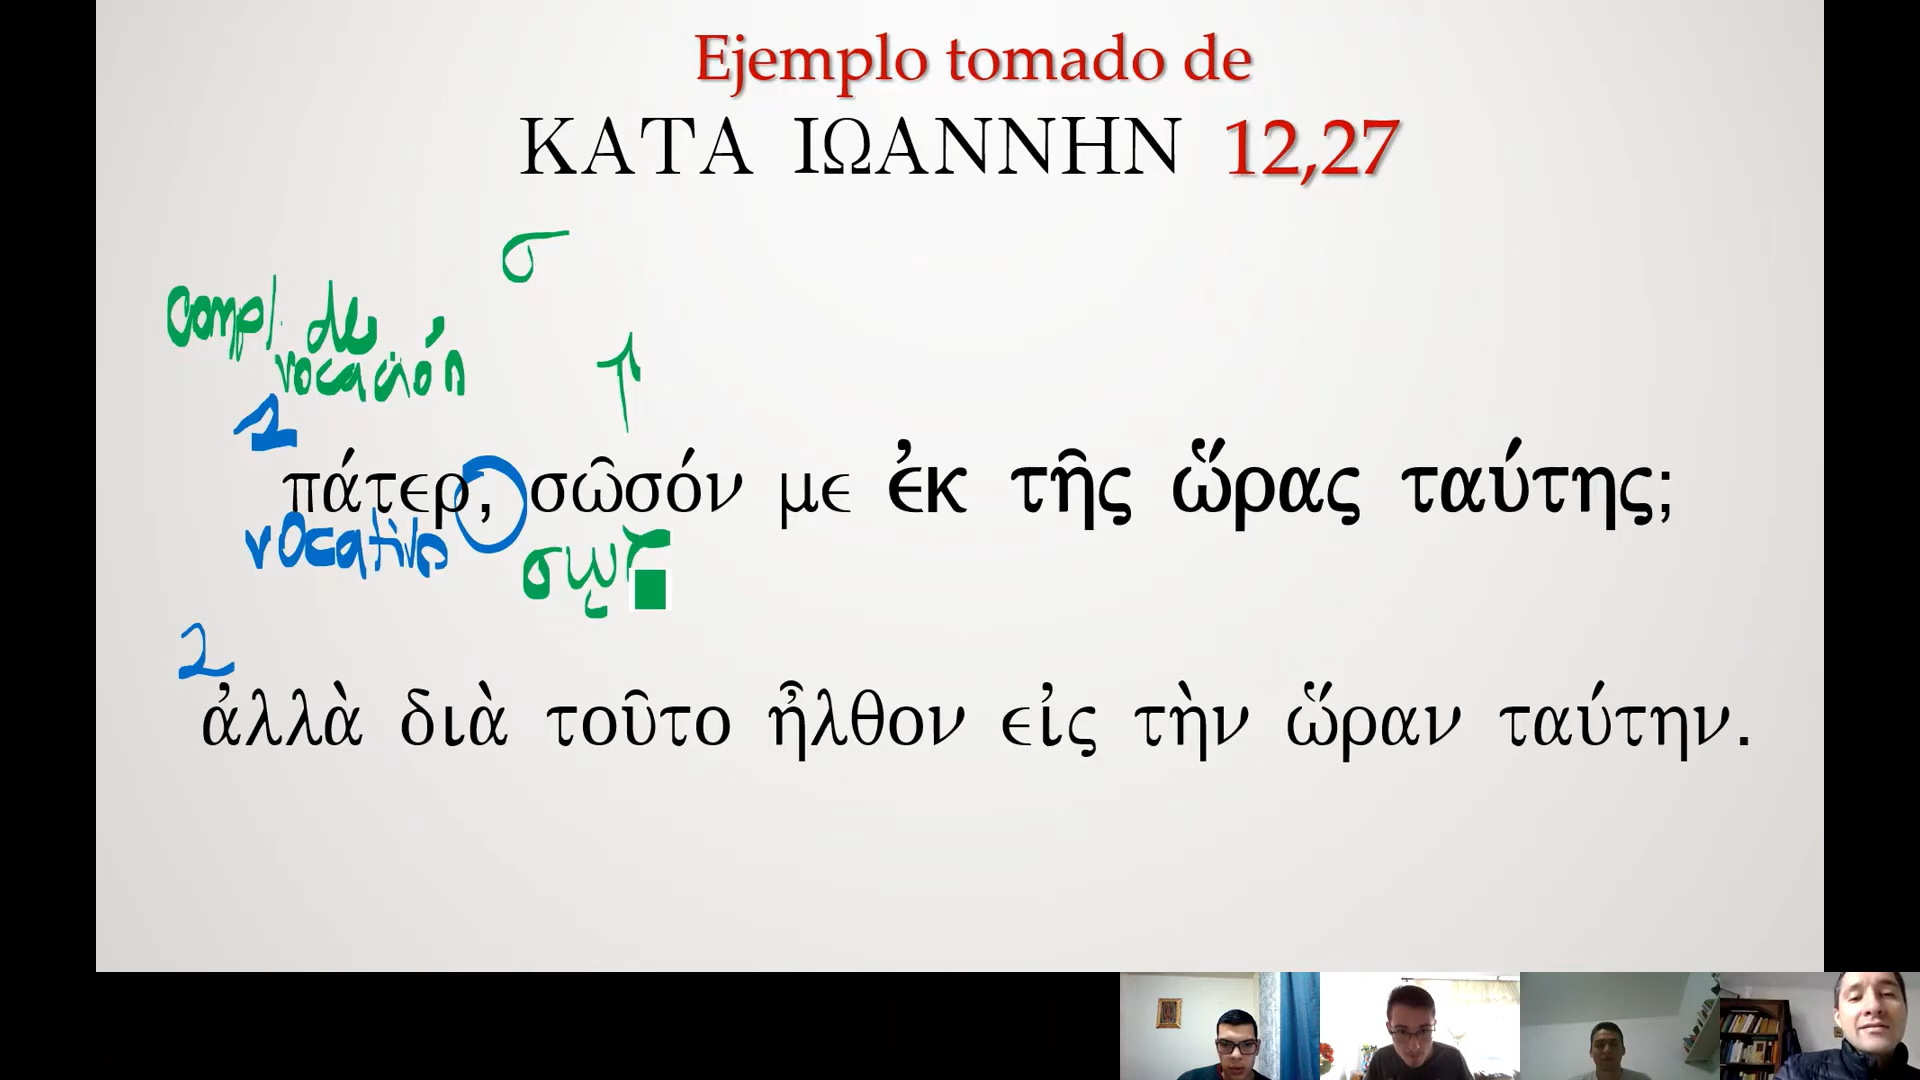 Ejemplo tomado de
ΚΑΤΑ ΙΩΑΝΝΗΝ 12,27
σ
compl. de
vocación
1
πάτερ, σῶσόν με ἐκ τῆς ὥρας ταύτης;
vocativo
2
ἀλλὰ διὰ τοῦτο ἦλθον εἰς τὴν ὥραν ταύτην.